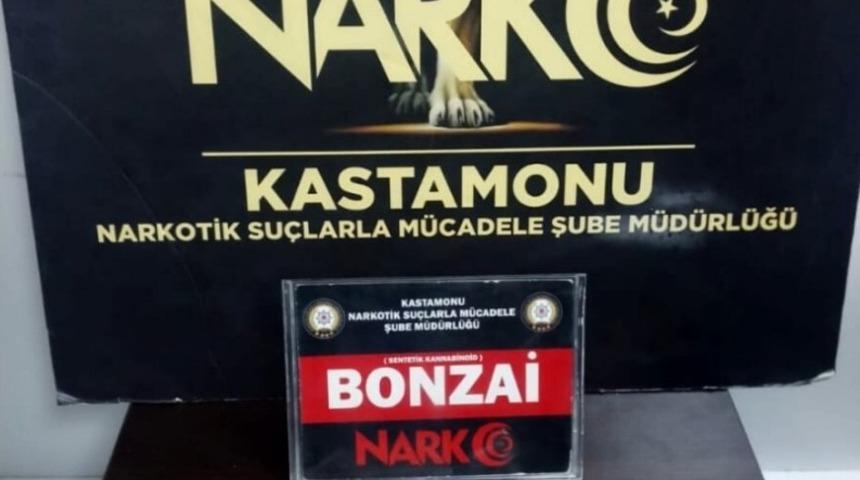 NARKO
KASTAMONU
NARKOTİK SUÇLARLA MÜCADELE ŞUBE MÜDÜRLÜĞÜ
KASTAMONU
NARKOTİK SUÇLARLA MÜCADELE
ŞUBE MÜDÜRLÜĞÜ
( SENTETİK KANNABİNOİD )
BONZAİ
NARKO